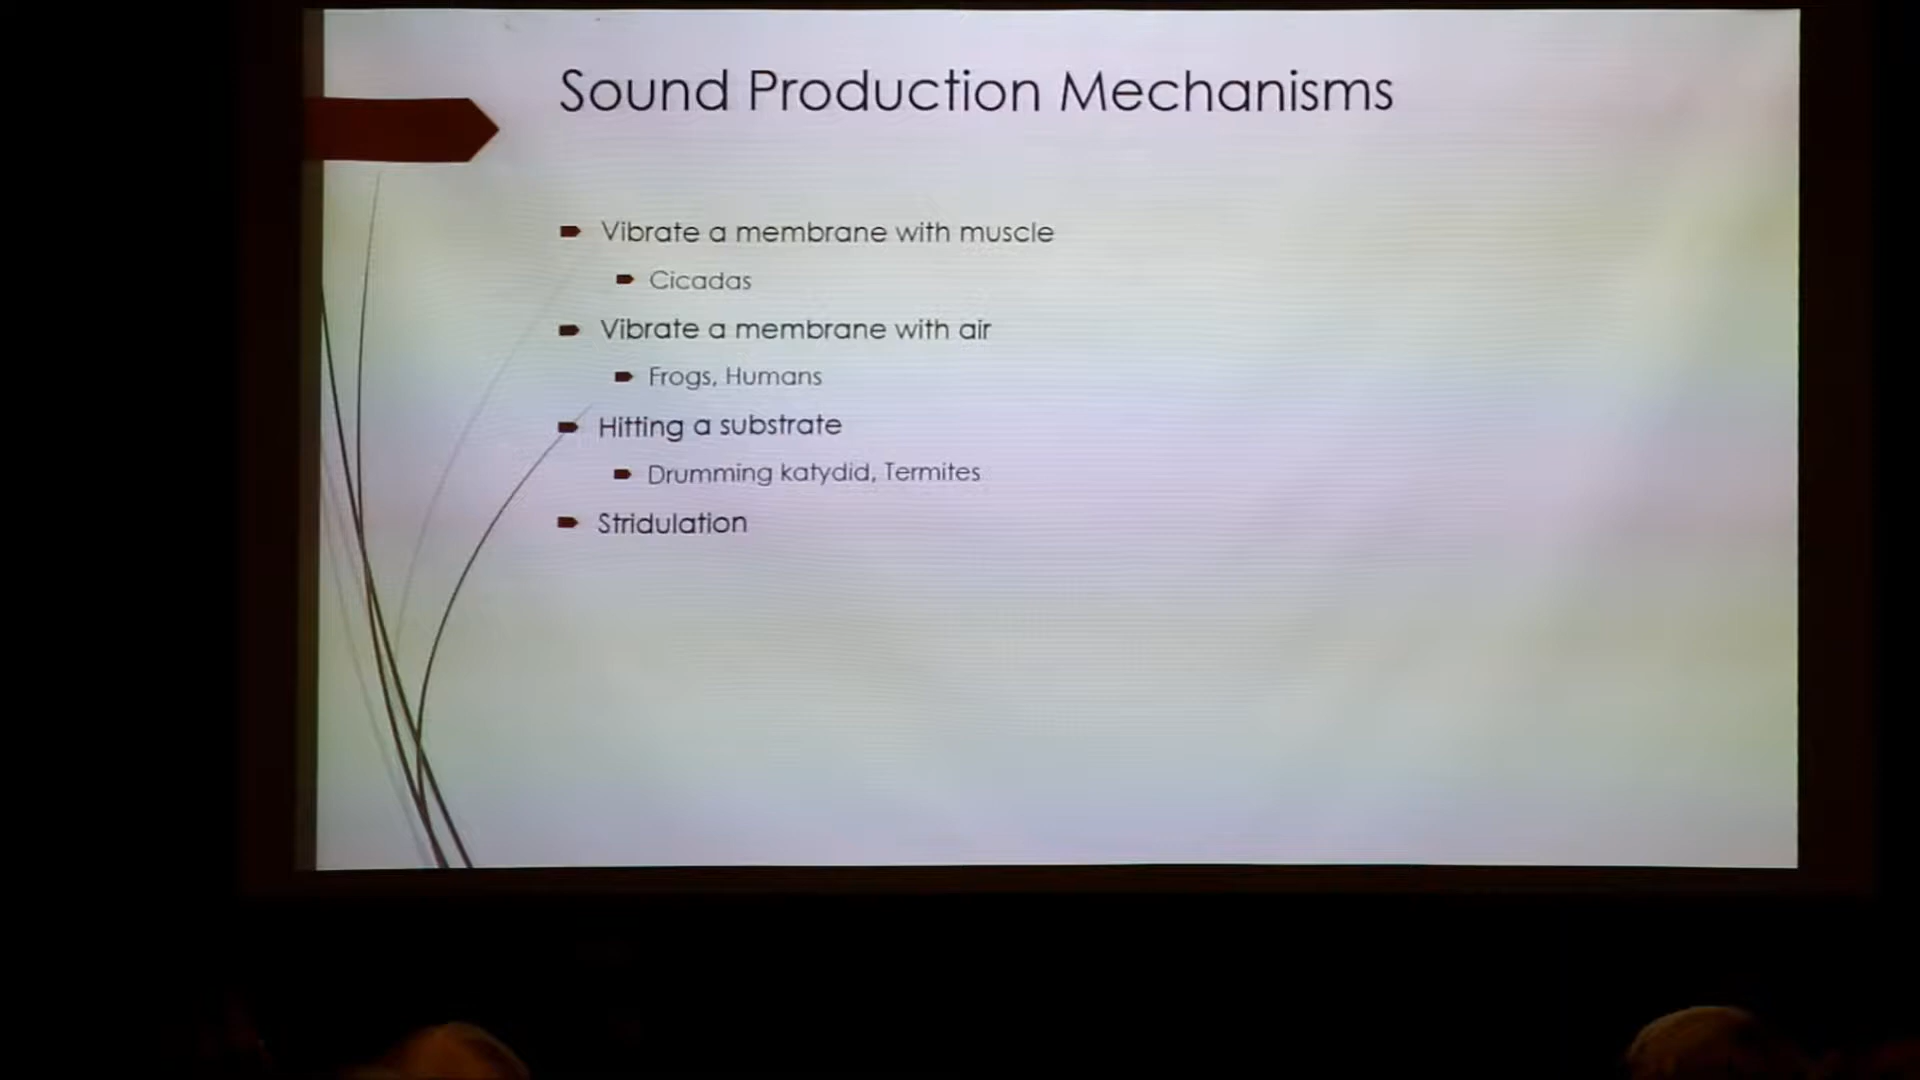 Sound Production Mechanisms
Vibrate a membrane with muscle
Cicadas
Vibrate a membrane with air
Frogs, Humans
Hitting a substrate
Drumming katydid, Termites
Stridulation